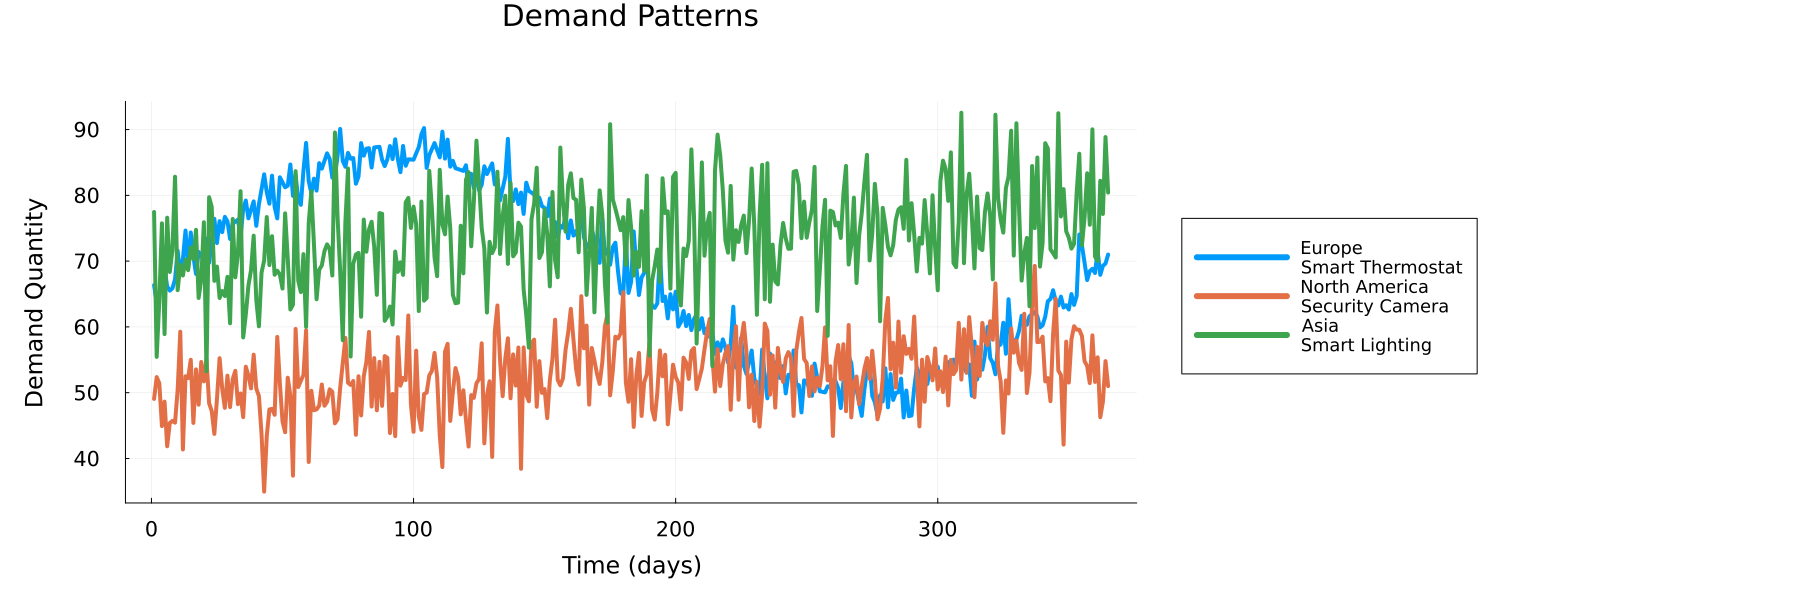 Demand Patterns
Demand Quantity
90
80
70
60
50
40
0
100
200
300
Time (days)
Europe
Smart Thermostat
North America
Security Camera
Asia
Smart Lighting